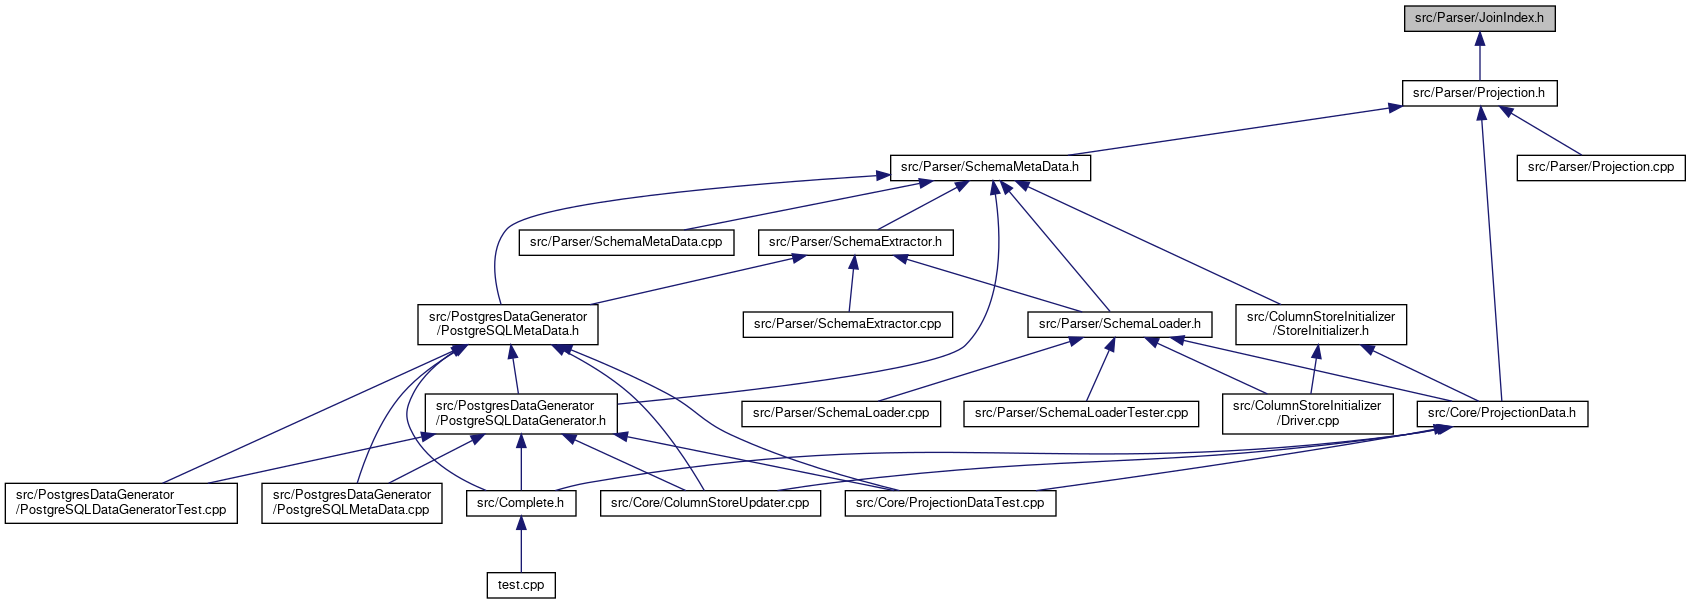 src/Parser/JoinIndex.h
src/Parser/Projection.h
src/Parser/SchemaMetaData.h
src/Parser/Projection.cpp
src/Parser/SchemaMetaData.cpp
src/Parser/SchemaExtractor.h
src/PostgresDataGenerator
/PostgreSQLMetaData.h
src/Parser/SchemaExtractor.cpp
src/Parser/SchemaLoader.h
src/ColumnStoreInitializer
/StoreInitializer.h
src/PostgresDataGenerator
/PostgreSQLDataGenerator.h
src/Parser/SchemaLoader.cpp
src/Parser/SchemaLoaderTester.cpp
src/ColumnStoreInitializer
/Driver.cpp
src/Core/ProjectionData.h
src/PostgresDataGenerator
/PostgreSQLDataGeneratorTest.cpp
src/PostgresDataGenerator
/PostgreSQLMetaData.cpp
src/Complete.h
src/Core/ColumnStoreUpdater.cpp
src/Core/ProjectionDataTest.cpp
test.cpp